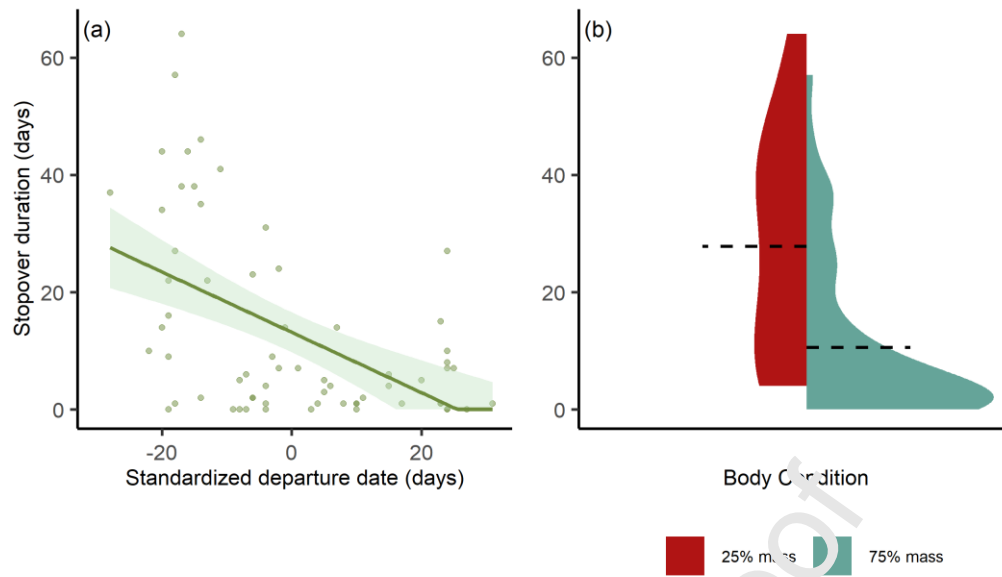 (a)
(b)
60
40
20
0
Stopover duration (days)
-20
0
20
Standardized departure date (days)
60
40
20
0
Body Condition
25% mass
75% mass
roof